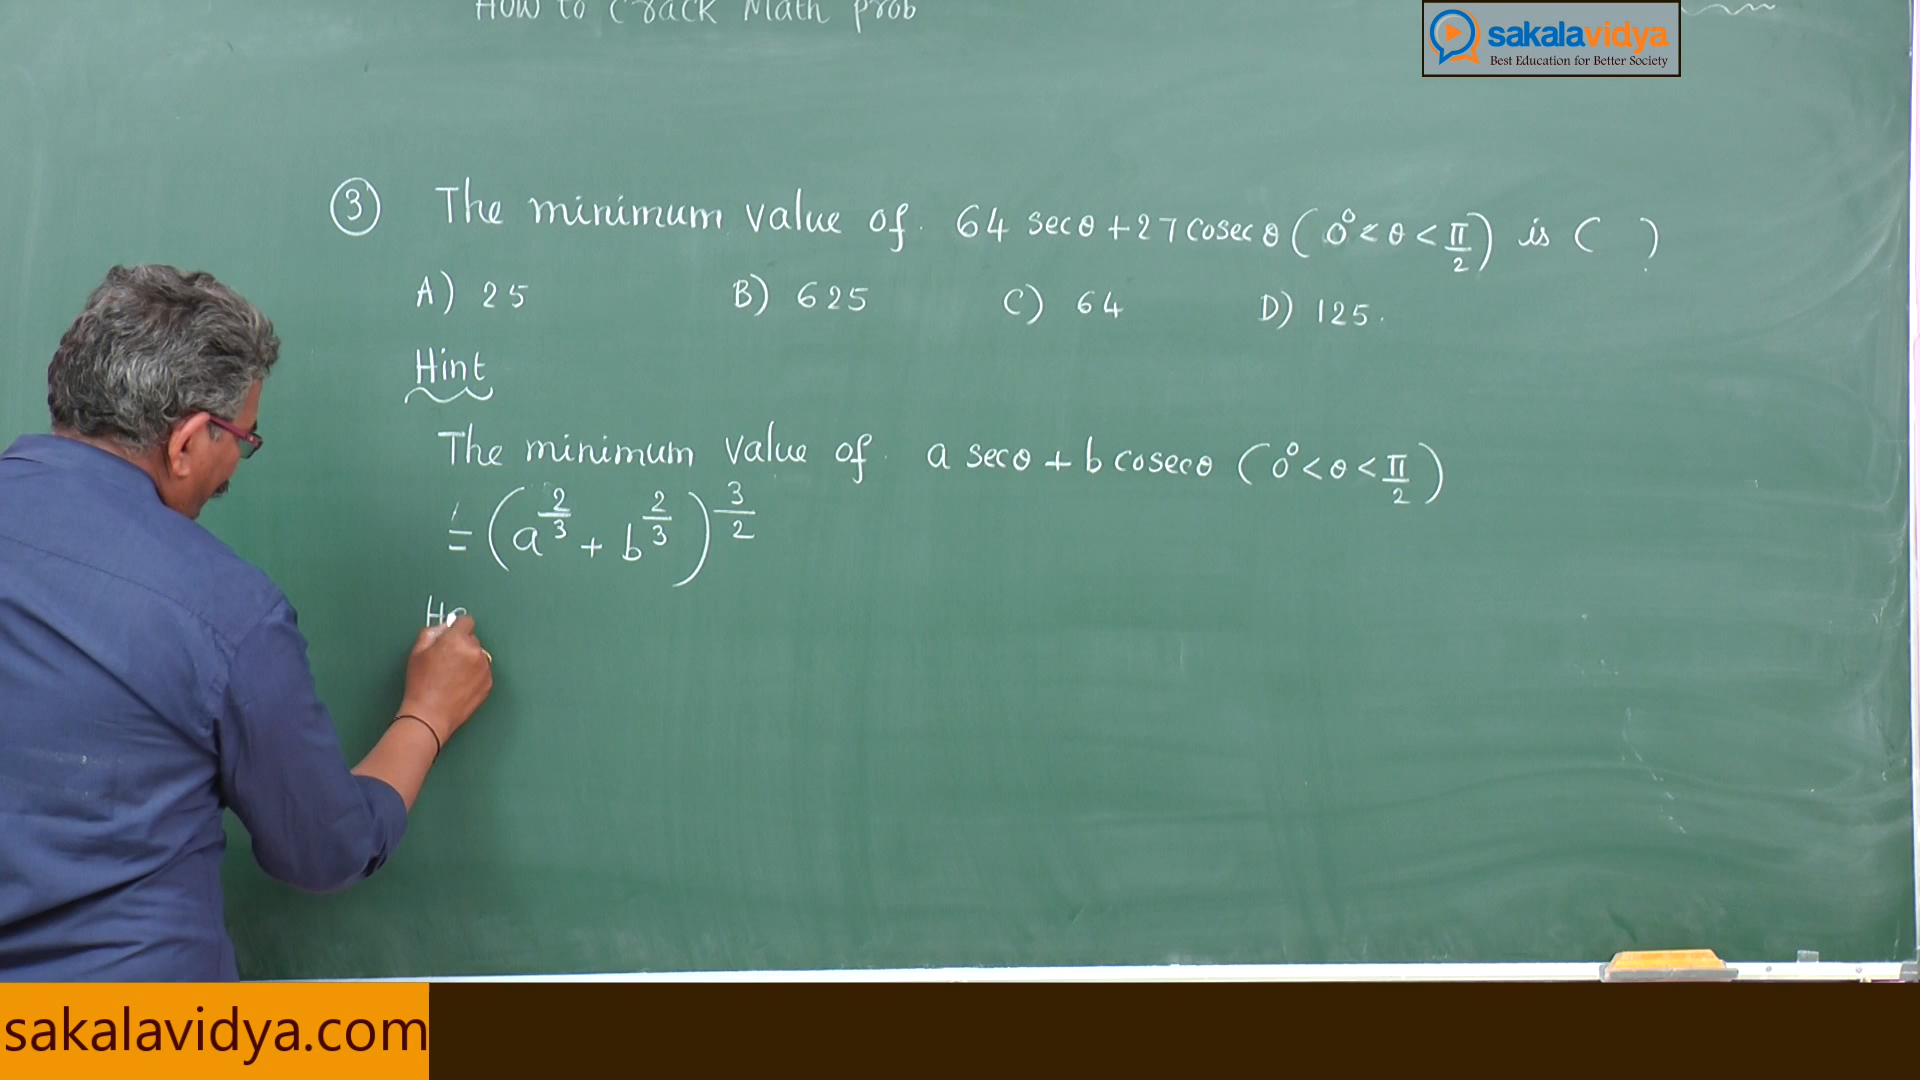 How to Crack Math prob
sakalavidya
Best Education for Better Society
③ The minimum value of 64 secθ + 27 cosecθ (0° < θ < π/2) is ( )
A) 25 B) 625 C) 64 D) 125.
Hint
The minimum value of a secθ + b cosecθ (0° < θ < π/2)
= (a^(2/3) + b^(2/3))^(3/2)
sakalavidya.com